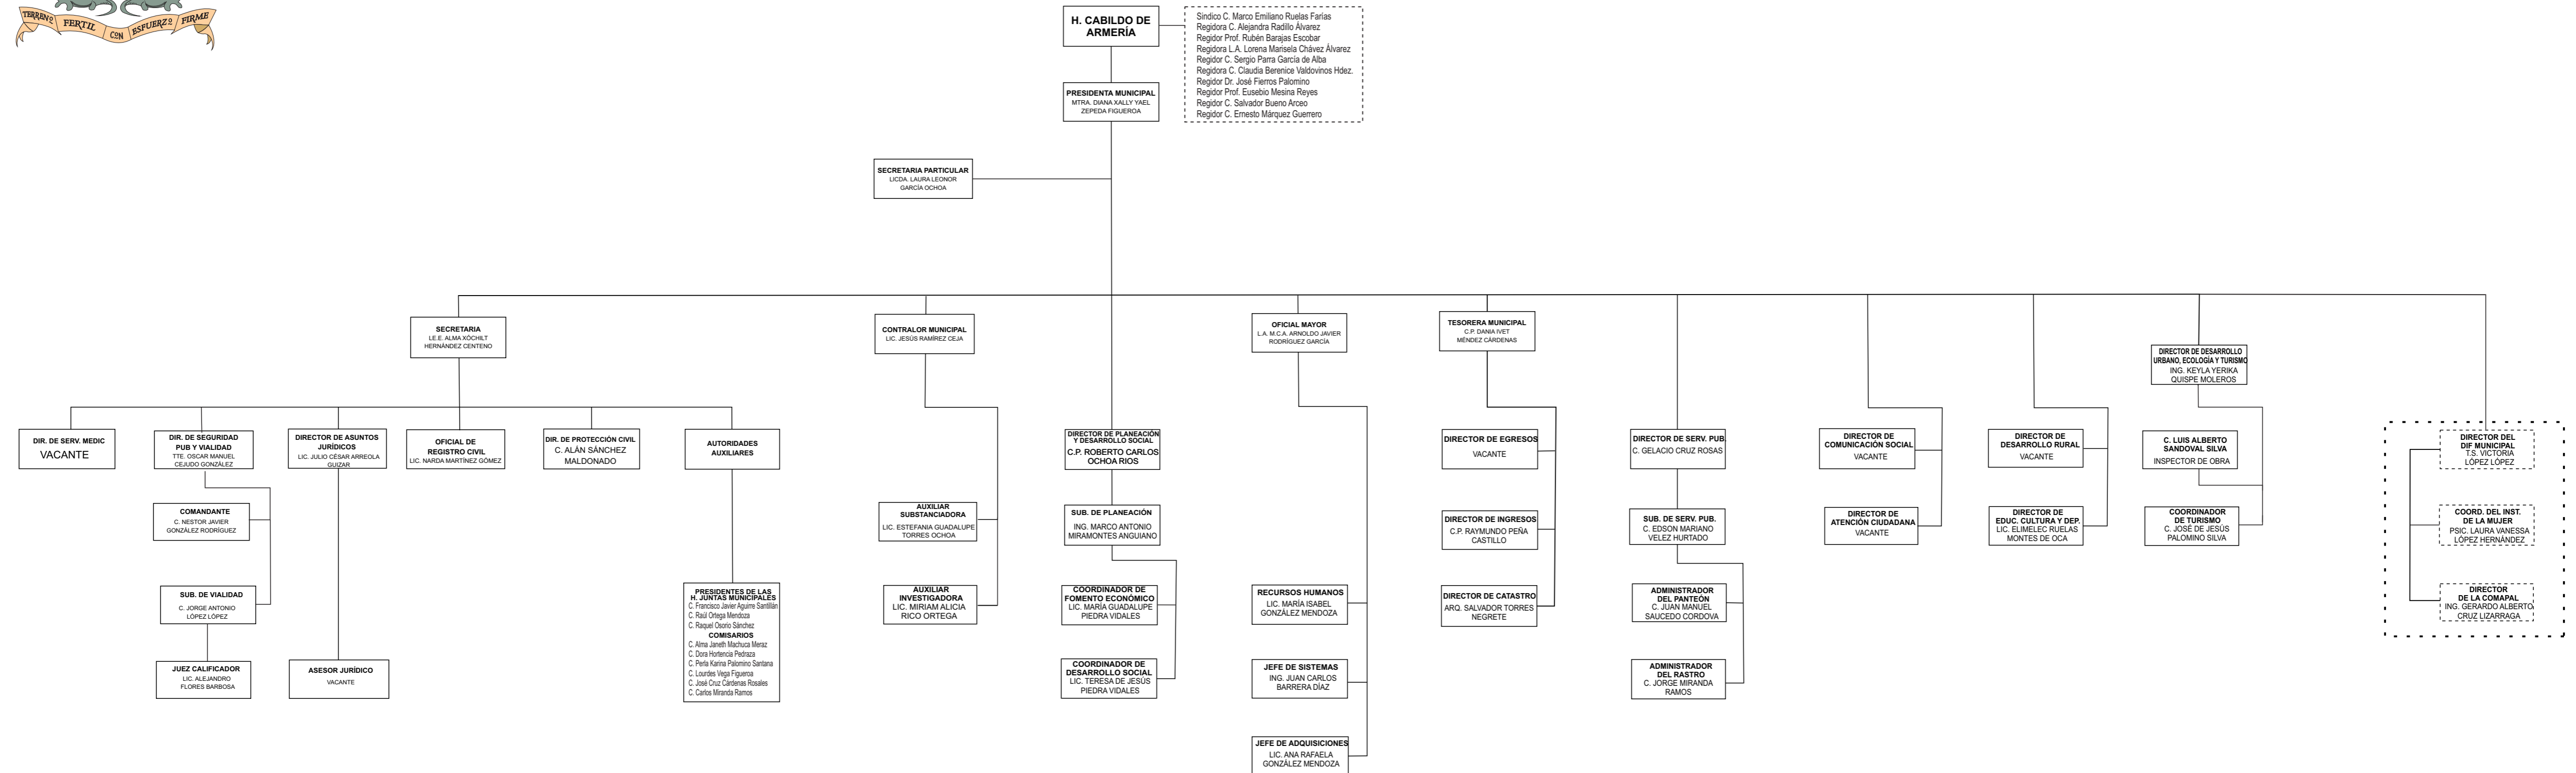 TERRENO FERTIL CON ESFUERZO FIRME
H. CABILDO DE
ARMERÍA
Sindico C. Marco Emiliano Ruelas Farías
Regidora C. Alejandra Radillo Álvarez
Regidor Prof. Rubén Barajas Escobar
Regidora L.A. Lorena Marisela Chávez Álvarez
Regidor C. Sergio Parra García de Alba
Regidora C. Claudia Berenice Valdovinos Hdez.
Regidor Dr. José Fierros Palomino
Regidor Prof. Eusebio Mesina Reyes
Regidor C. Salvador Bueno Arceo
Regidor C. Ernesto Márquez Guerrero
PRESIDENTA MUNICIPAL
MTRA. DIANA XALLY YAEL
ZEPEDA FIGUEROA
SECRETARIA PARTICULAR
LICDA. LAURA LEONOR
GARCÍA OCHOA
SECRETARIA
LE.E. ALMA XÓCHILT
HERNÁNDEZ CENTENO
CONTRALOR MUNICIPAL
LIC. JESÚS RAMÍREZ CEJA
OFICIAL MAYOR
L.A. M.C.A. ARNOLDO JAVIER
RODRÍGUEZ GARCÍA
TESORERA MUNICIPAL
C.P. DANIA IVET
MÉNDEZ CÁRDENAS
DIRECTOR DE DESARROLLO
URBANO, ECOLOGÍA Y TURISMO
ING. KEYLA YERIKA
QUISPE MOLEROS
DIR. DE SERV. MEDIC
VACANTE
DIR. DE SEGURIDAD
PUB Y VIALIDAD
TTE. OSCAR MANUEL
CEJUDO GONZÁLEZ
DIRECTOR DE ASUNTOS
JURÍDICOS
LIC. JULIO CÉSAR ARREOLA
GUIZAR
OFICIAL DE
REGISTRO CIVIL
LIC. NARDA MARTÍNEZ GÓMEZ
DIR. DE PROTECCIÓN CIVIL
C. ALÁN SÁNCHEZ
MALDONADO
AUTORIDADES
AUXILIARES
DIRECTOR DE PLANEACIÓN
Y DESARROLLO SOCIAL
C.P. ROBERTO CARLOS
OCHOA RIOS
DIRECTOR DE EGRESOS
VACANTE
DIRECTOR DE SERV. PUB.
C. GELACIO CRUZ ROSAS
DIRECTOR DE
COMUNICACIÓN SOCIAL
VACANTE
DIRECTOR DE
DESARROLLO RURAL
VACANTE
C. LUIS ALBERTO
SANDOVAL SILVA
INSPECTOR DE OBRA
DIRECTOR DEL
DIF MUNICIPAL
T.S. VICTORIA
LÓPEZ LÓPEZ
COMANDANTE
C. NESTOR JAVIER
GONZÁLEZ RODRÍGUEZ
AUXILIAR
SUBSTANCIADORA
LIC. ESTEFANIA GUADALUPE
TORRES OCHOA
SUB. DE PLANEACIÓN
ING. MARCO ANTONIO
MIRAMONTES ANGUIANO
DIRECTOR DE INGRESOS
C.P. RAYMUNDO PEÑA
CASTILLO
SUB. DE SERV. PUB.
C. EDSON MARIANO
VELEZ HURTADO
DIRECTOR DE
ATENCIÓN CIUDADANA
VACANTE
DIRECTOR DE
EDUC. CULTURA Y DEP.
LIC. ELIMELEC RUELAS
MONTES DE OCA
COORDINADOR
DE TURISMO
C. JOSÉ DE JESÚS
PALOMINO SILVA
COORD. DEL INST.
DE LA MUJER
PSIC. LAURA VANESSA
LÓPEZ HERNÁNDEZ
SUB. DE VIALIDAD
C. JORGE ANTONIO
LÓPEZ LÓPEZ
PRESIDENTES DE LAS
H. JUNTAS MUNICIPALES
C. Francisco Javier Aguirre Santillán
C. Raúl Ortega Mendoza
C. Raquel Osorio Sánchez
COMISARIOS
C. Alma Janeth Machuca Meraz
C. Dora Hortencia Pedraza
C. Perla Karina Palomino Santana
C. Lourdes Vega Figueroa
C. José Cruz Cárdenas Rosales
C. Carlos Miranda Ramos
AUXILIAR
INVESTIGADORA
LIC. MIRIAM ALICIA
RICO ORTEGA
COORDINADOR DE
FOMENTO ECONÓMICO
LIC. MARÍA GUADALUPE
PIEDRA VIDALES
RECURSOS HUMANOS
LIC. MARÍA ISABEL
GONZÁLEZ MENDOZA
DIRECTOR DE CATASTRO
ARQ. SALVADOR TORRES
NEGRETE
ADMINISTRADOR
DEL PANTEÓN
C. JUAN MANUEL
SAUCEDO CORDOVA
DIRECTOR
DE LA COMAPAL
ING. GERARDO ALBERTO
CRUZ LIZARRAGA
JUEZ CALIFICADOR
LIC. ALEJANDRO
FLORES BARBOSA
ASESOR JURÍDICO
VACANTE
COORDINADOR DE
DESARROLLO SOCIAL
LIC. TERESA DE JESÚS
PIEDRA VIDALES
JEFE DE SISTEMAS
ING. JUAN CARLOS
BARRERA DÍAZ
ADMINISTRADOR
DEL RASTRO
C. JORGE MIRANDA
RAMOS
JEFE DE ADQUISICIONES
LIC. ANA RAFAELA
GONZÁLEZ MENDOZA